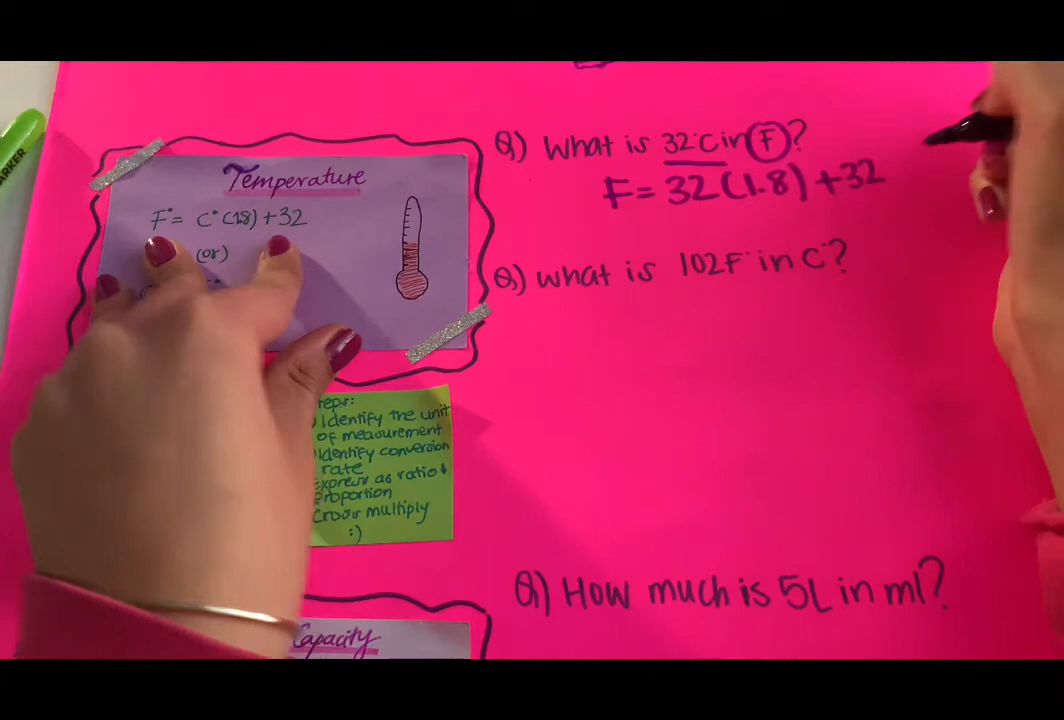 Q) What is 32°C in F?
F = 32(1.8) + 32
Temperature
F° = C° (1.8) + 32
(or)
Q) What is 102F° in C°?
Identify the unit
of measurement
Identify conversion
rate
Express as ratio &
proportion
Cross multiply
:)
Q) How much is 5L in ml?
Capacity
MARKER